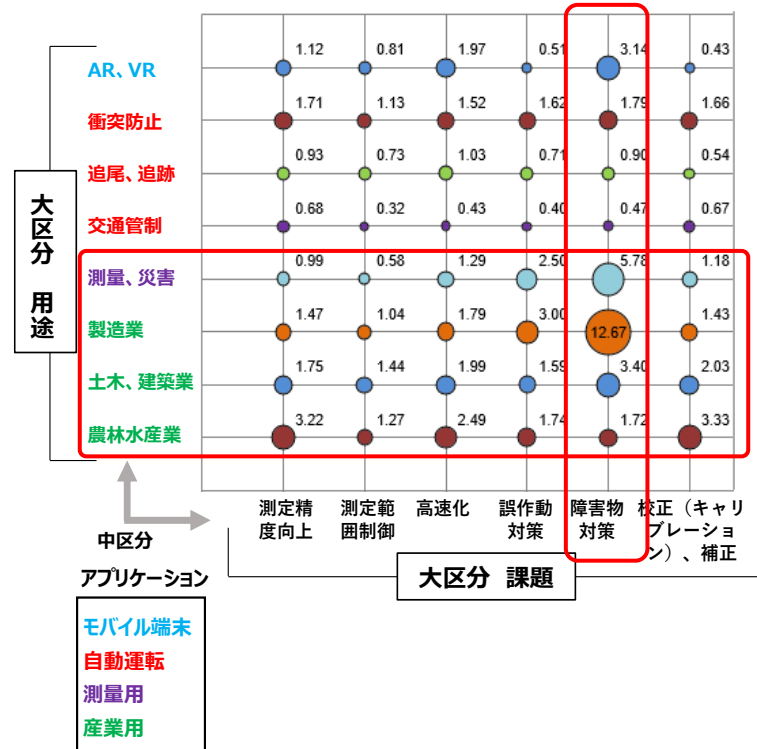 大区分 用途
AR、VR
1.12 0.81 1.97 0.51 3.14 0.43
衝突防止
1.71 1.13 1.52 1.62 1.79 1.66
追尾、追跡
0.93 0.73 1.03 0.71 0.90 0.54
交通管制
0.68 0.32 0.43 0.40 0.47 0.67
測量、災害
0.99 0.58 1.29 2.50 5.78 1.18
製造業
1.47 1.04 1.79 3.00 12.67 1.43
土木、建築業
1.75 1.44 1.99 1.59 3.40 2.03
農林水産業
3.22 1.27 2.49 1.74 1.72 3.33
測定精
度向上
測定範
囲制御
高速化
誤作動
対策
障害物
対策
校正（キャリ
ブレーショ
ン）、補正
大区分 課題
中区分
アプリケーション
モバイル端末
自動運転
測量用
産業用